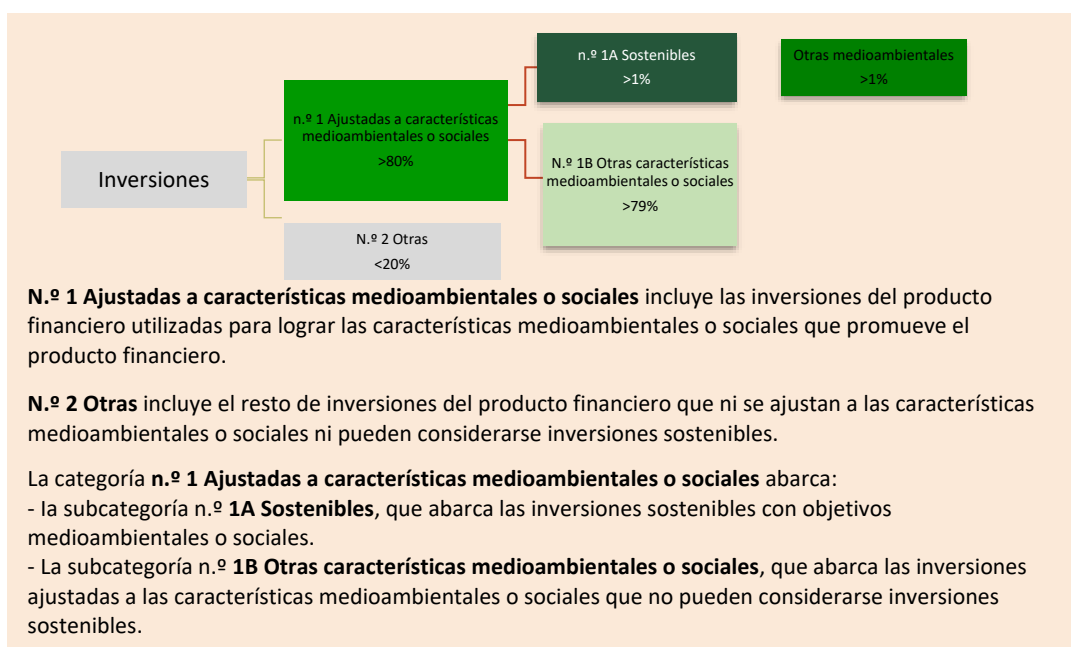 n.º 1A Sostenibles
>1%
Otras medioambientales
>1%
n.º 1 Ajustadas a características
medioambientales o sociales
>80%
Inversiones
N.º 1B Otras características
medioambientales o sociales
>79%
N.º 2 Otras
<20%
N.º 1 Ajustadas a características medioambientales o sociales incluye las inversiones del producto
financiero utilizadas para lograr las características medioambientales o sociales que promueve el
producto financiero.
N.º 2 Otras incluye el resto de inversiones del producto financiero que ni se ajustan a las características
medioambientales o sociales ni pueden considerarse inversiones sostenibles.
La categoría n.º 1 Ajustadas a características medioambientales o sociales abarca:
- la subcategoría n.º 1A Sostenibles, que abarca las inversiones sostenibles con objetivos
medioambientales o sociales.
- La subcategoría n.º 1B Otras características medioambientales o sociales, que abarca las inversiones
ajustadas a las características medioambientales o sociales que no pueden considerarse inversiones
sostenibles.